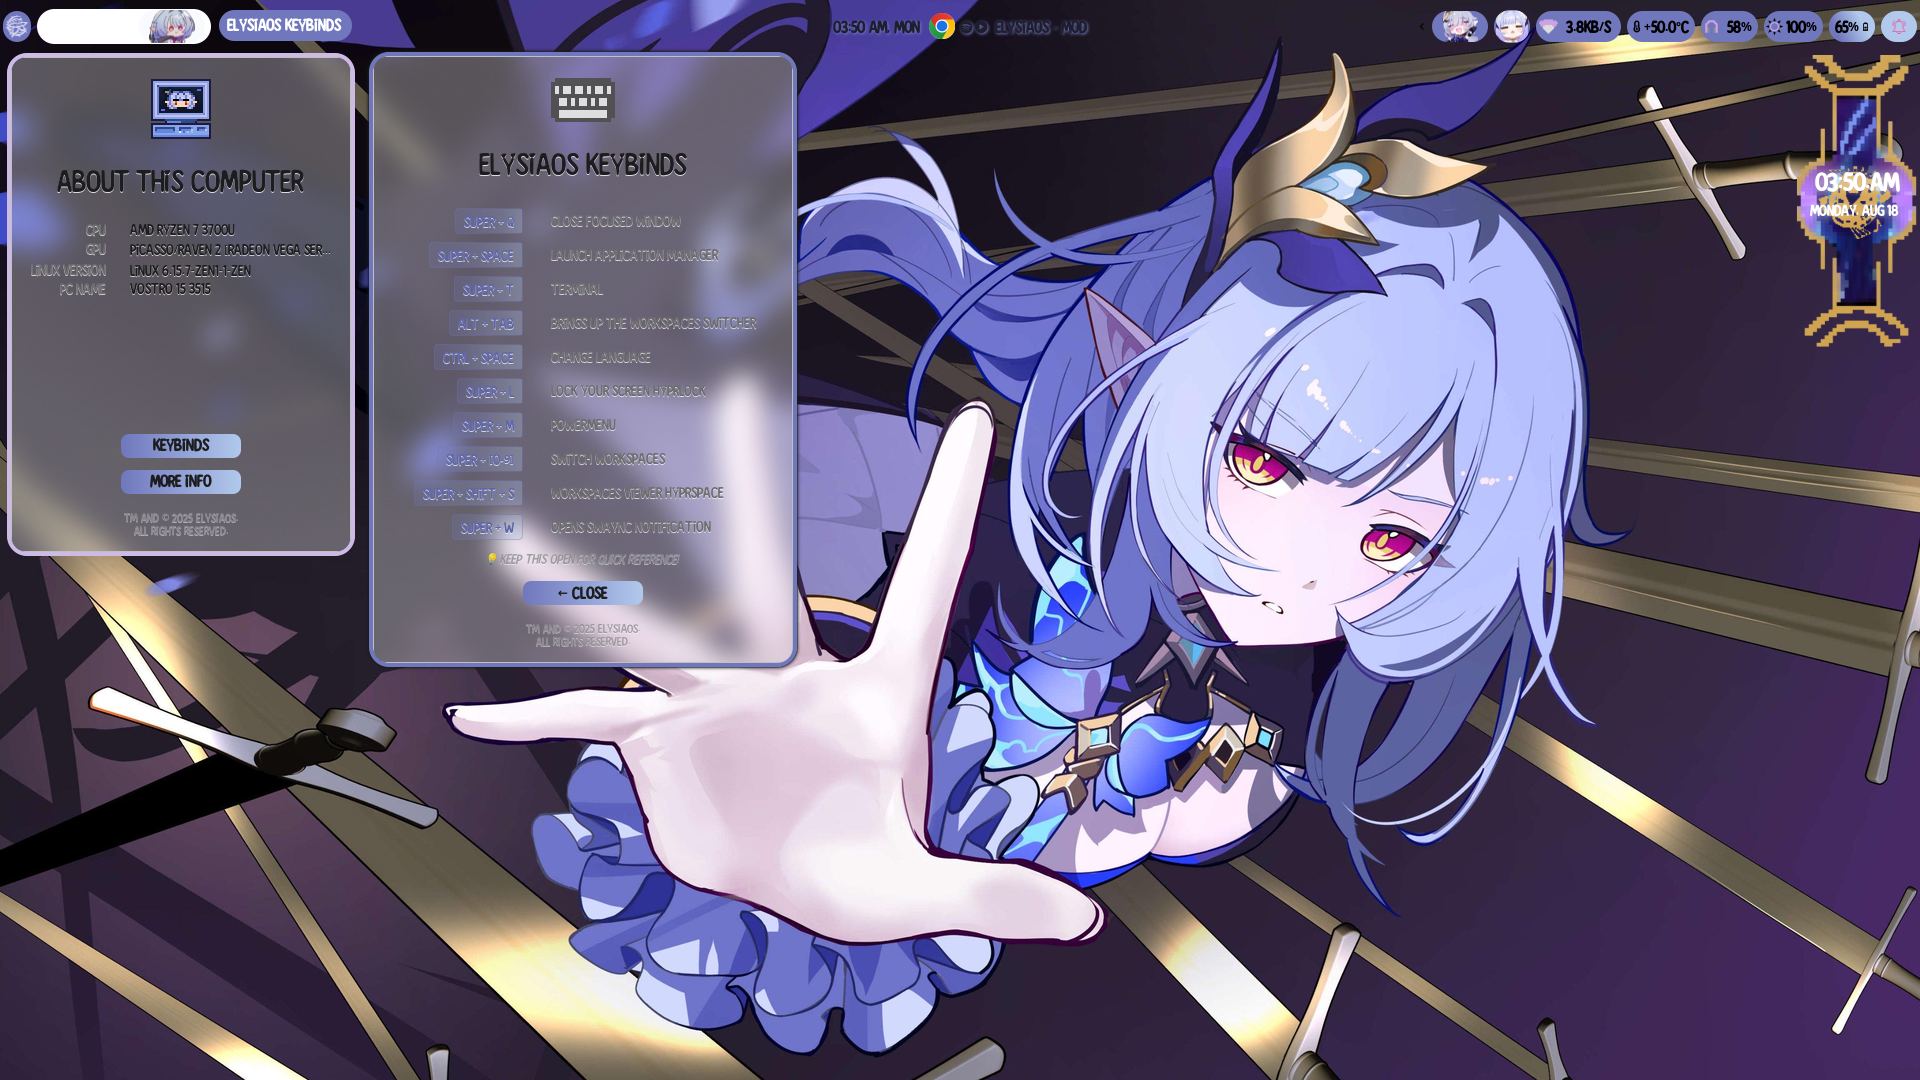 ELYSIAOS KEYBINDS
03:50 AM, MON
ELYSIAOS - MOD
3.8KB/S
+50.0°C
58%
100%
65%
ABOUT THIS COMPUTER
CPU AMD RYZEN 7 3700U
GPU PICASSO/RAVEN 2 [RADEON VEGA SER...
LINUX VERSION LINUX 6.15.7-ZEN1-1-ZEN
PC NAME VOSTRO 15 3515
KEYBINDS
MORE INFO
TM AND © 2025 ELYSIAOS.
ALL RIGHTS RESERVED.
ELYSIAOS KEYBINDS
SUPER + Q CLOSE FOCUSED WINDOW
SUPER + SPACE LAUNCH APPLICATION MANAGER
SUPER + T TERMINAL
ALT + TAB BRINGS UP THE WORKSPACES SWITCHER
CTRL + SPACE CHANGE LANGUAGE
SUPER + L LOCK YOUR SCREEN HYPRLOCK
SUPER + M POWERMENU
SUPER + [0-9] SWITCH WORKSPACES
SUPER + SHIFT + S WORKSPACES VIEWER HYPRSPACE
SUPER + W OPENS SWAYNC NOTIFICATION
💡 KEEP THIS OPEN FOR QUICK REFERENCE!
← CLOSE
TM AND © 2025 ELYSIAOS.
ALL RIGHTS RESERVED.
03:50 AM
MONDAY, AUG 18